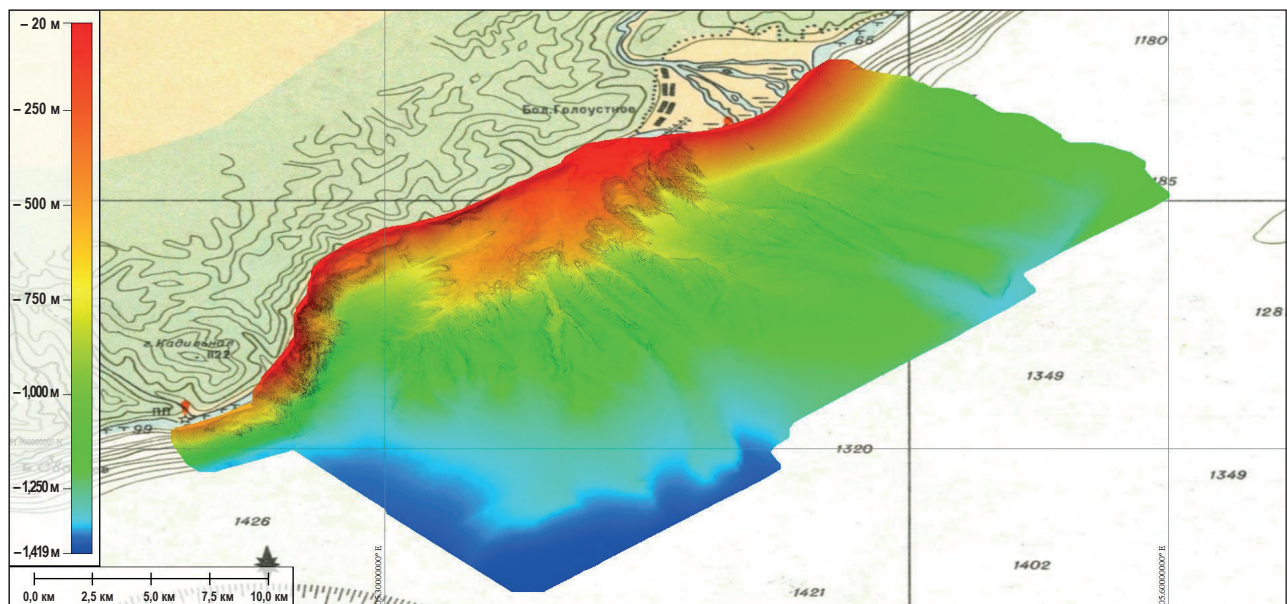 – 20 м
– 250 м
– 500 м
– 750 м
– 1,000 м
– 1,250 м
–1,419 м
0,0 км
2,5 км
5,0 км
7,5 км
10,0 км
65
1180
Бол.Голоустное
185
128
г. Кадильная
1122
ПП
99
1349
1320
1349
1426
1402
1421